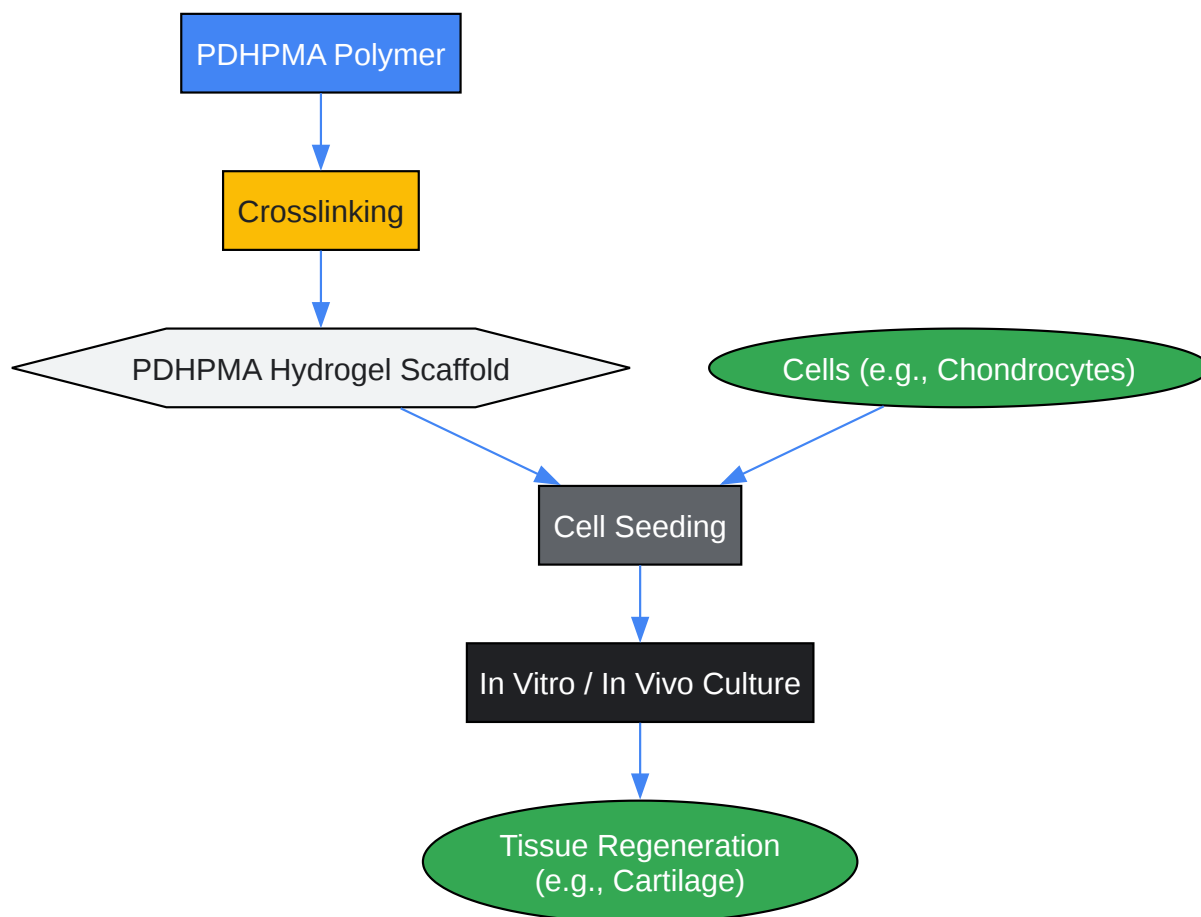 PDHPMA Polymer
Crosslinking
PDHPMA Hydrogel Scaffold
Cells (e.g., Chondrocytes)
Cell Seeding
In Vitro / In Vivo Culture
Tissue Regeneration
(e.g., Cartilage)